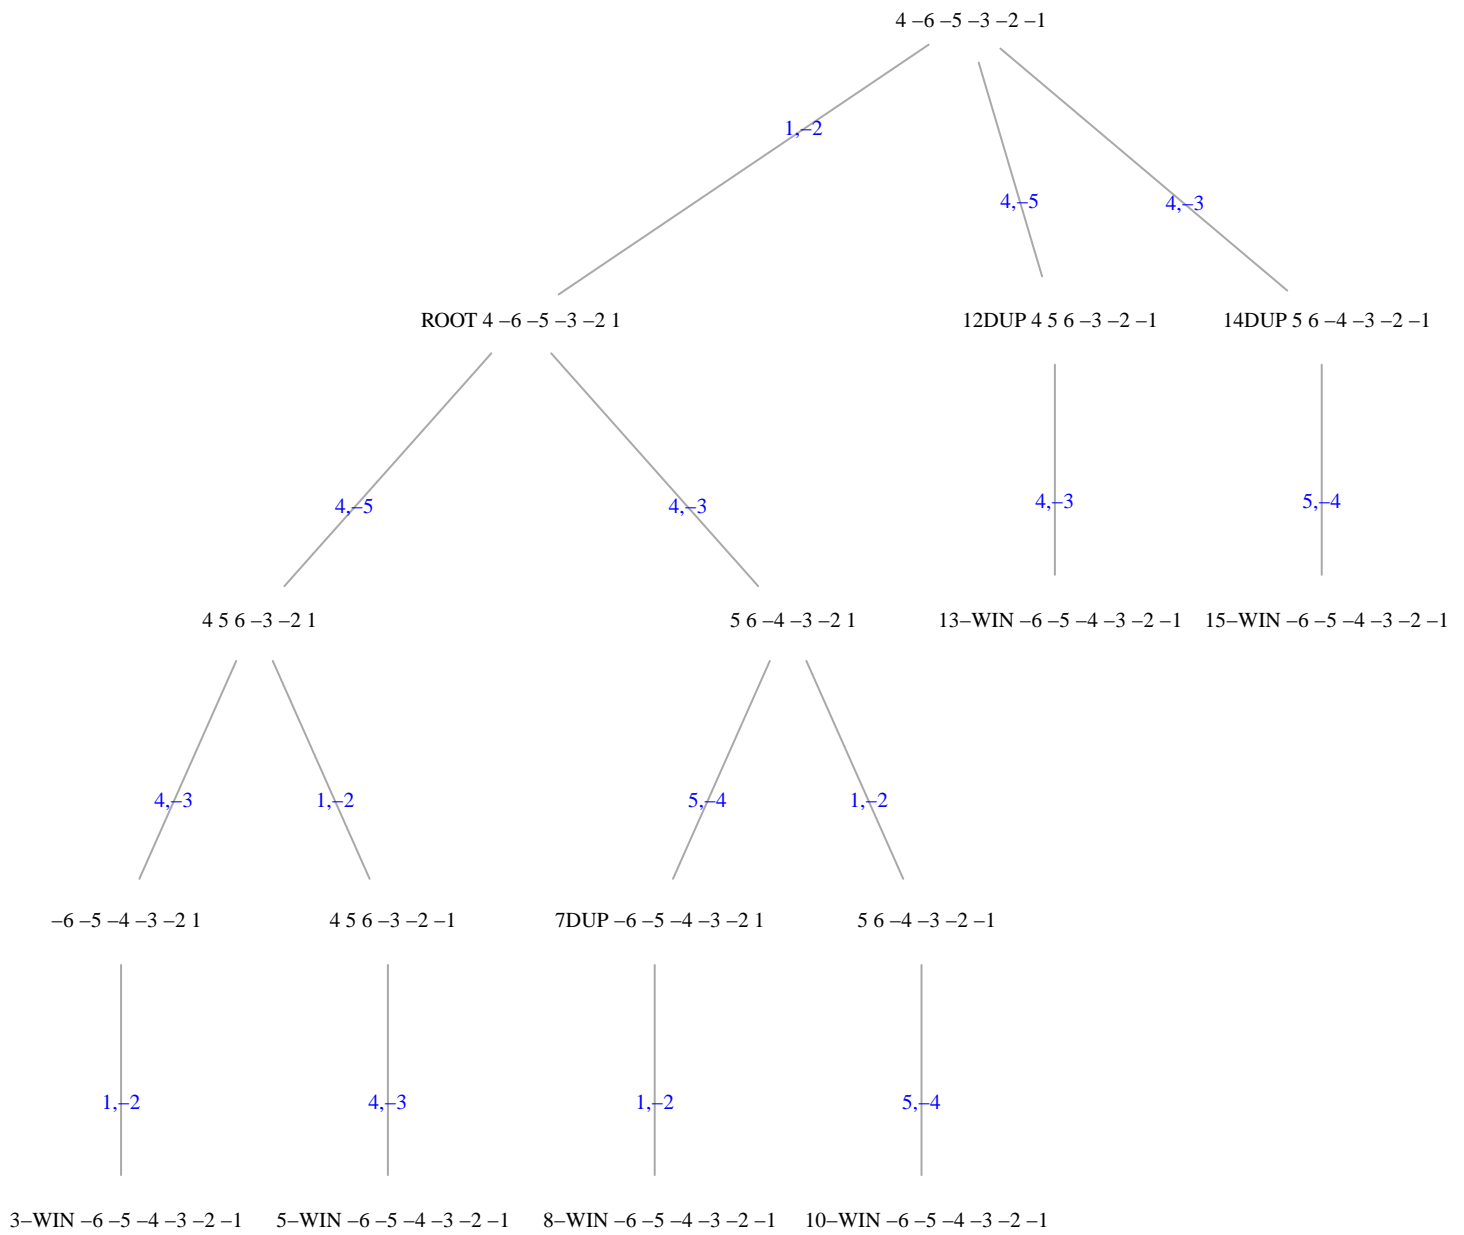 4 –6 –5 –3 –2 –1
1,–2
4,–5
4,–3
ROOT 4 –6 –5 –3 –2 1
12DUP 4 5 6 –3 –2 –1
14DUP 5 6 –4 –3 –2 –1
4,–5
4,–3
4,–3
5,–4
4 5 6 –3 –2 1
5 6 –4 –3 –2 1
13–WIN –6 –5 –4 –3 –2 –1
15–WIN –6 –5 –4 –3 –2 –1
4,–3
1,–2
5,–4
1,–2
–6 –5 –4 –3 –2 1
4 5 6 –3 –2 –1
7DUP –6 –5 –4 –3 –2 1
5 6 –4 –3 –2 –1
1,–2
4,–3
1,–2
5,–4
3–WIN –6 –5 –4 –3 –2 –1
5–WIN –6 –5 –4 –3 –2 –1
8–WIN –6 –5 –4 –3 –2 –1
10–WIN –6 –5 –4 –3 –2 –1